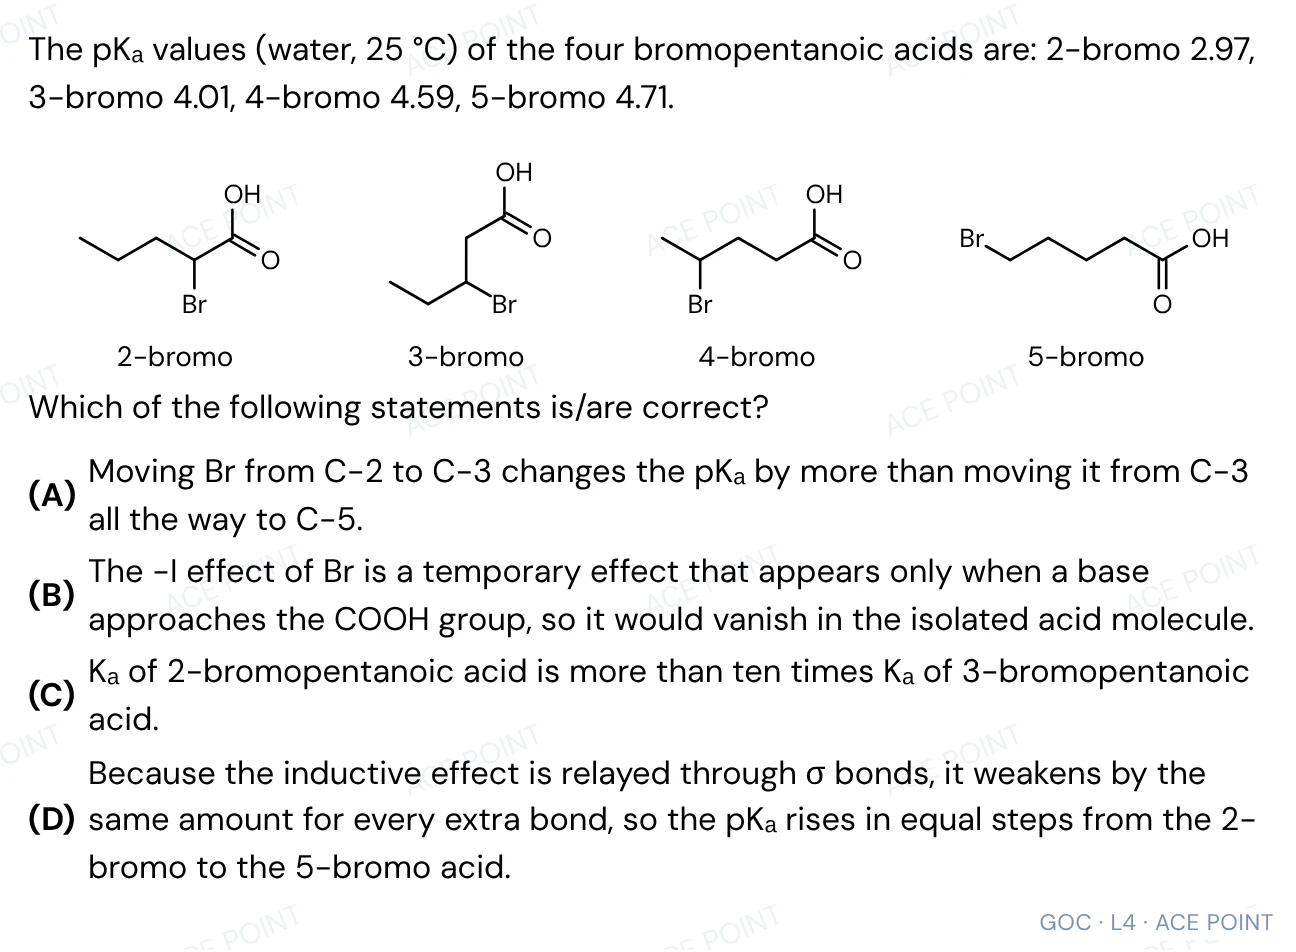 The pKₐ values (water, 25 °C) of the four bromopentanoic acids are: 2-bromo 2.97,
3-bromo 4.01, 4-bromo 4.59, 5-bromo 4.71.
OH
O
Br
2-bromo
OH
O
Br
3-bromo
OH
O
Br
4-bromo
Br
OH
O
5-bromo
Which of the following statements is/are correct?
(A) Moving Br from C-2 to C-3 changes the pKₐ by more than moving it from C-3
all the way to C-5.
(B) The -I effect of Br is a temporary effect that appears only when a base
approaches the COOH group, so it would vanish in the isolated acid molecule.
(C) Kₐ of 2-bromopentanoic acid is more than ten times Kₐ of 3-bromopentanoic
acid.
(D) Because the inductive effect is relayed through σ bonds, it weakens by the
same amount for every extra bond, so the pKₐ rises in equal steps from the 2-
bromo to the 5-bromo acid.
GOC · L4 · ACE POINT
ACE POINT